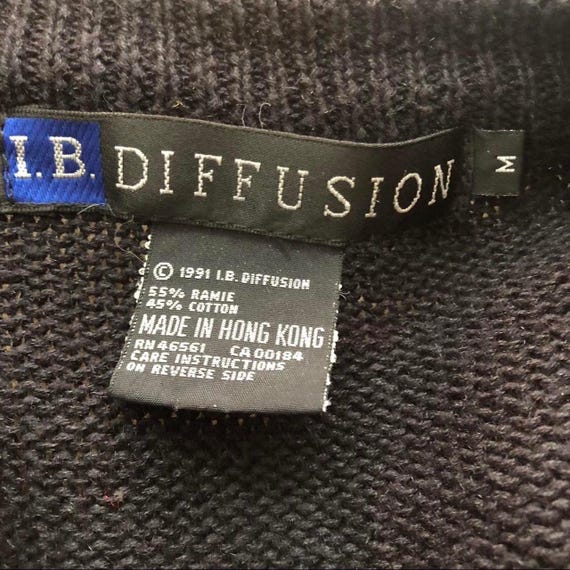 I.B. DIFFUSION
M
© 1991 I.B. DIFFUSION
55% RAMIE
45% COTTON
MADE IN HONG KONG
RN 46561 CA 00184
CARE INSTRUCTIONS
ON REVERSE SIDE